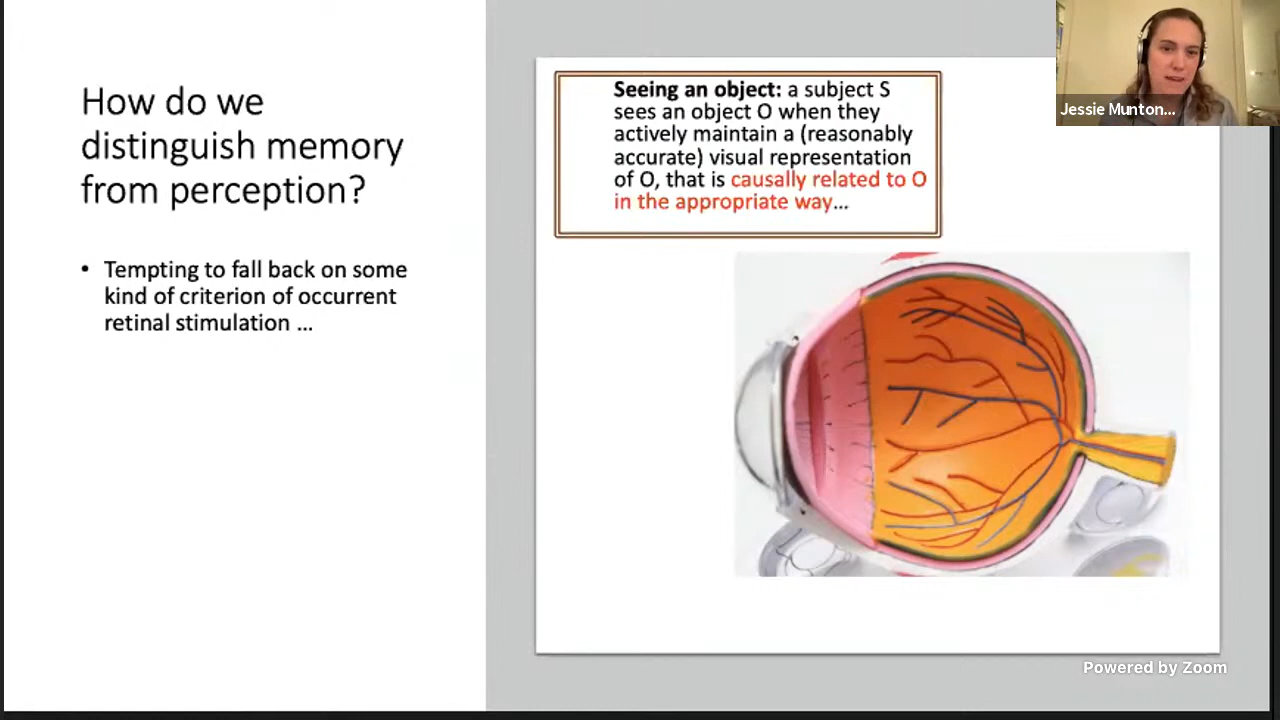 How do we
distinguish memory
from perception?
• Tempting to fall back on some
kind of criterion of occurrent
retinal stimulation ...
Seeing an object: a subject S
sees an object O when they
actively maintain a (reasonably
accurate) visual representation
of O, that is causally related to O
in the appropriate way...
Jessie Munton...
Powered by Zoom